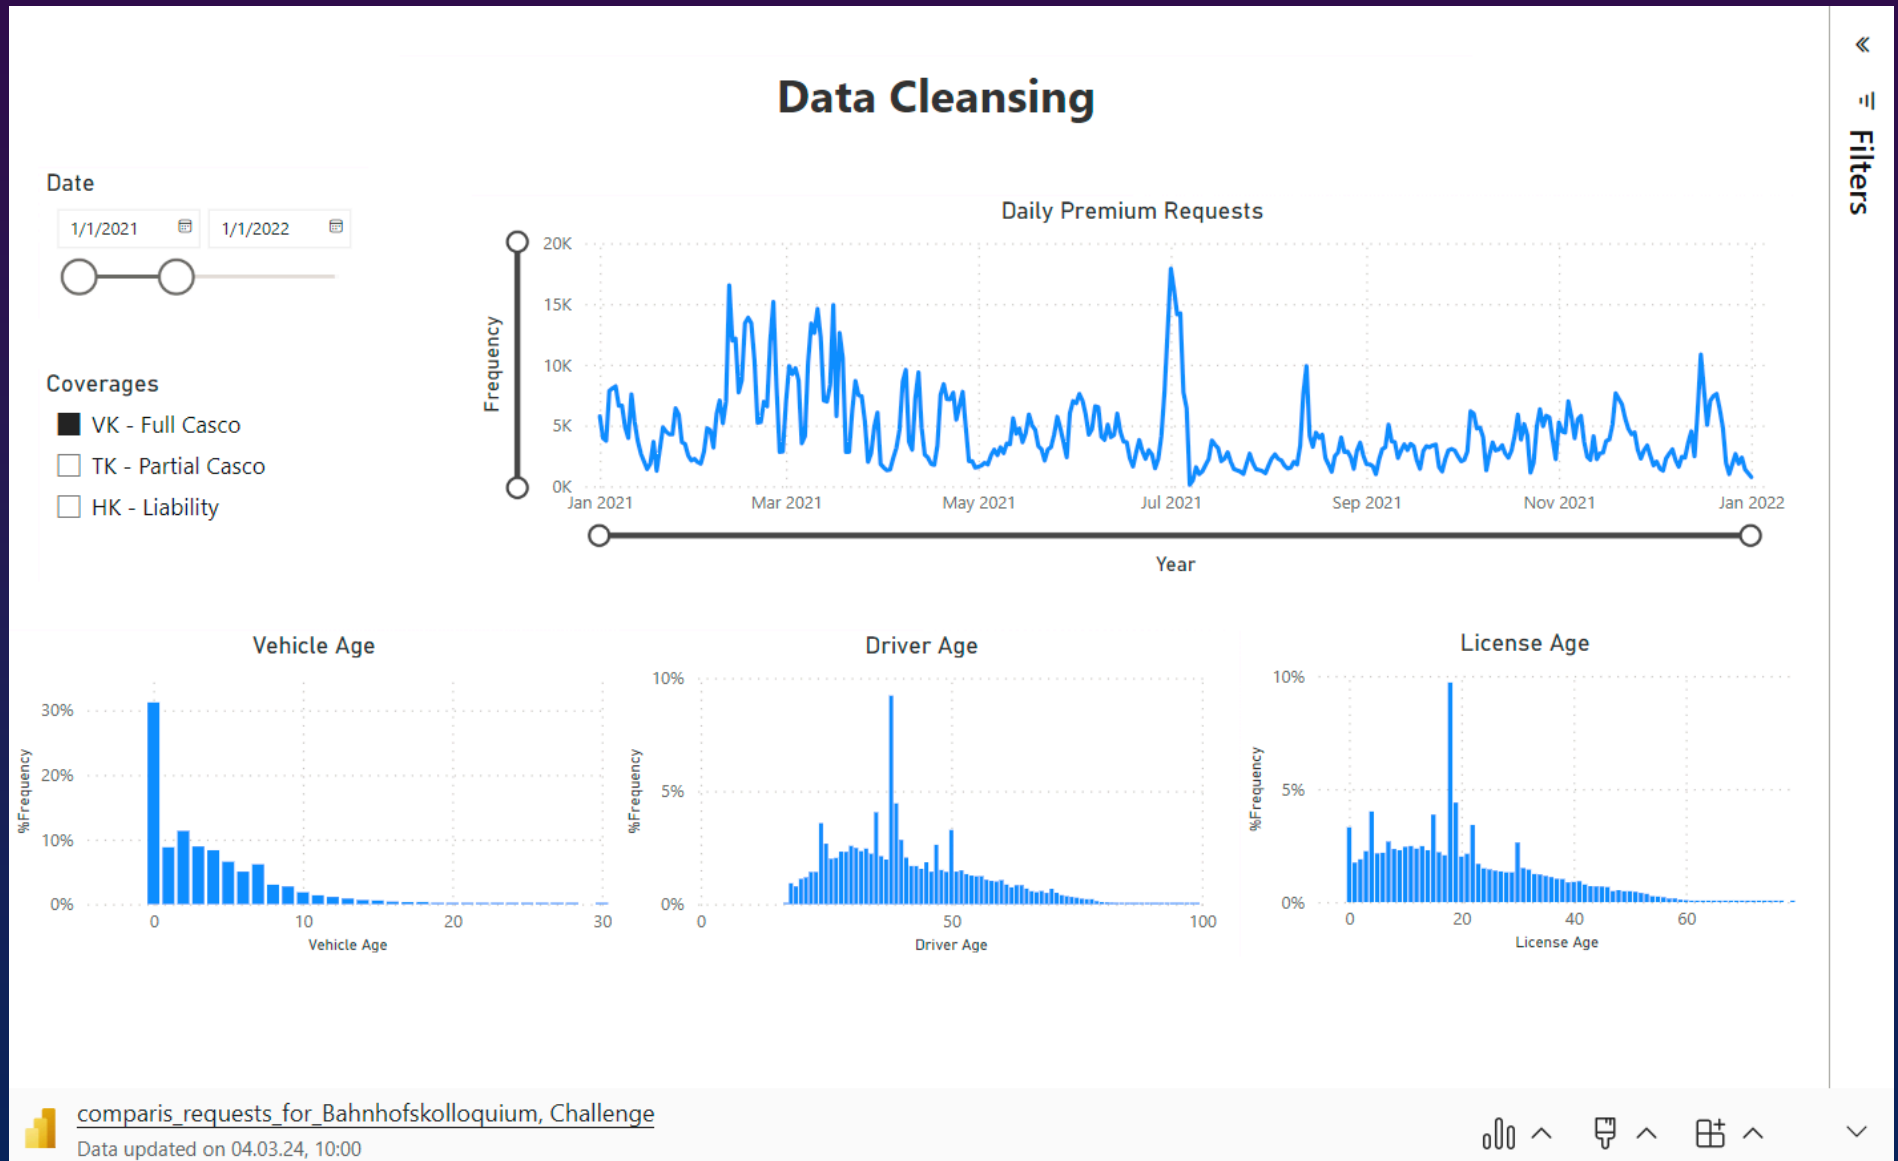 Data Cleansing
Filters
Date
1/1/2021
1/1/2022
Coverages
VK - Full Casco
TK - Partial Casco
HK - Liability
Daily Premium Requests
Frequency
20K
15K
10K
5K
0K
Jan 2021
Mar 2021
May 2021
Jul 2021
Sep 2021
Nov 2021
Jan 2022
Year
Vehicle Age
%Frequency
30%
20%
10%
0%
0
10
20
30
Vehicle Age
Driver Age
%Frequency
10%
5%
0%
0
50
100
Driver Age
License Age
%Frequency
10%
5%
0%
0
20
40
60
License Age
comparis_requests_for_Bahnhofskolloquium, Challenge
Data updated on 04.03.24, 10:00